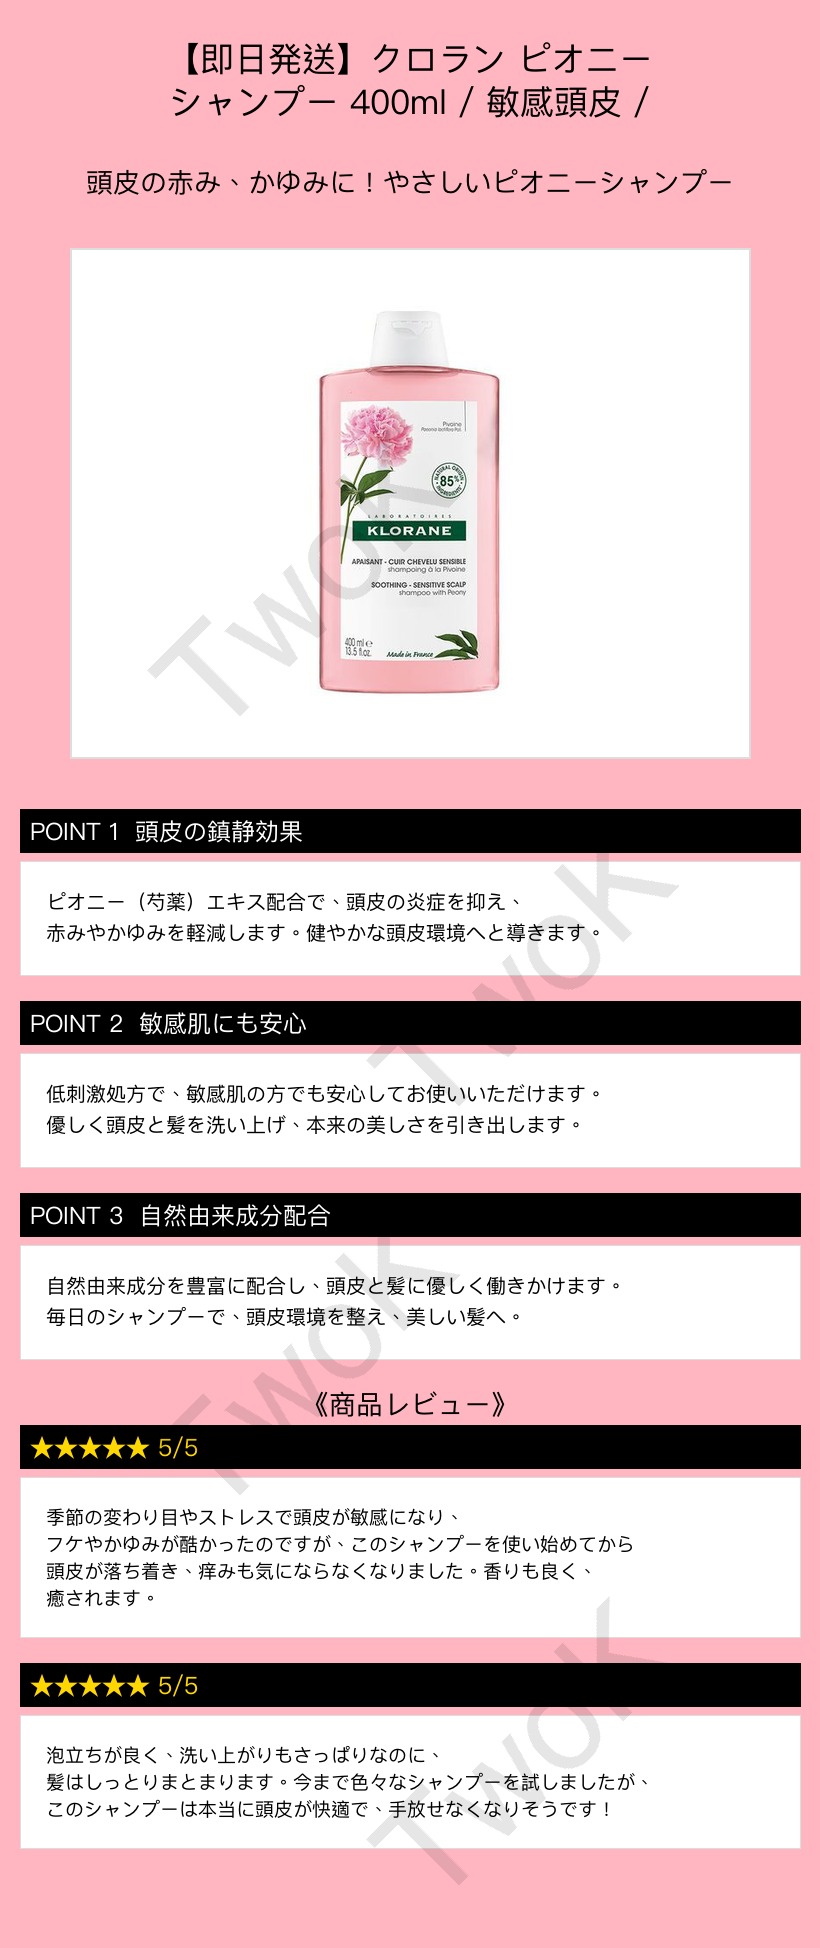 【即日発送】クロラン ピオニー
シャンプー 400ml / 敏感頭皮 /
頭皮の赤み、かゆみに！やさしいピオニーシャンプー
Pivoine
Paeonia lactiflora Pall.
NATURAL ORIGIN
85%
INGREDIENTS
LABORATOIRES
KLORANE
APAISANT - CUIR CHEVELU SENSIBLE
shampoing à la Pivoine
SOOTHING - SENSITIVE SCALP
shampoo with Peony
400 ml e
13.5 fl.oz.
Made in France
TwoK
POINT 1 頭皮の鎮静効果
ピオニー（芍薬）エキス配合で、頭皮の炎症を抑え、
赤みやかゆみを軽減します。健やかな頭皮環境へと導きます。
TwoK
POINT 2 敏感肌にも安心
低刺激処方で、敏感肌の方でも安心してお使いいただけます。
優しく頭皮と髪を洗い上げ、本来の美しさを引き出します。
POINT 3 自然由来成分配合
自然由来成分を豊富に配合し、頭皮と髪に優しく働きかけます。
毎日のシャンプーで、頭皮環境を整え、美しい髪へ。
TwoK
《商品レビュー》
★★★★★ 5/5
季節の変わり目やストレスで頭皮が敏感になり、
フケやかゆみが酷かったのですが、このシャンプーを使い始めてから
頭皮が落ち着き、痒みも気にならなくなりました。香りも良く、
癒されます。
★★★★★ 5/5
泡立ちが良く、洗い上がりもさっぱりなのに、
髪はしっとりまとまります。今まで色々なシャンプーを試しましたが、
このシャンプーは本当に頭皮が快適で、手放せなくなりそうです！
TwoK